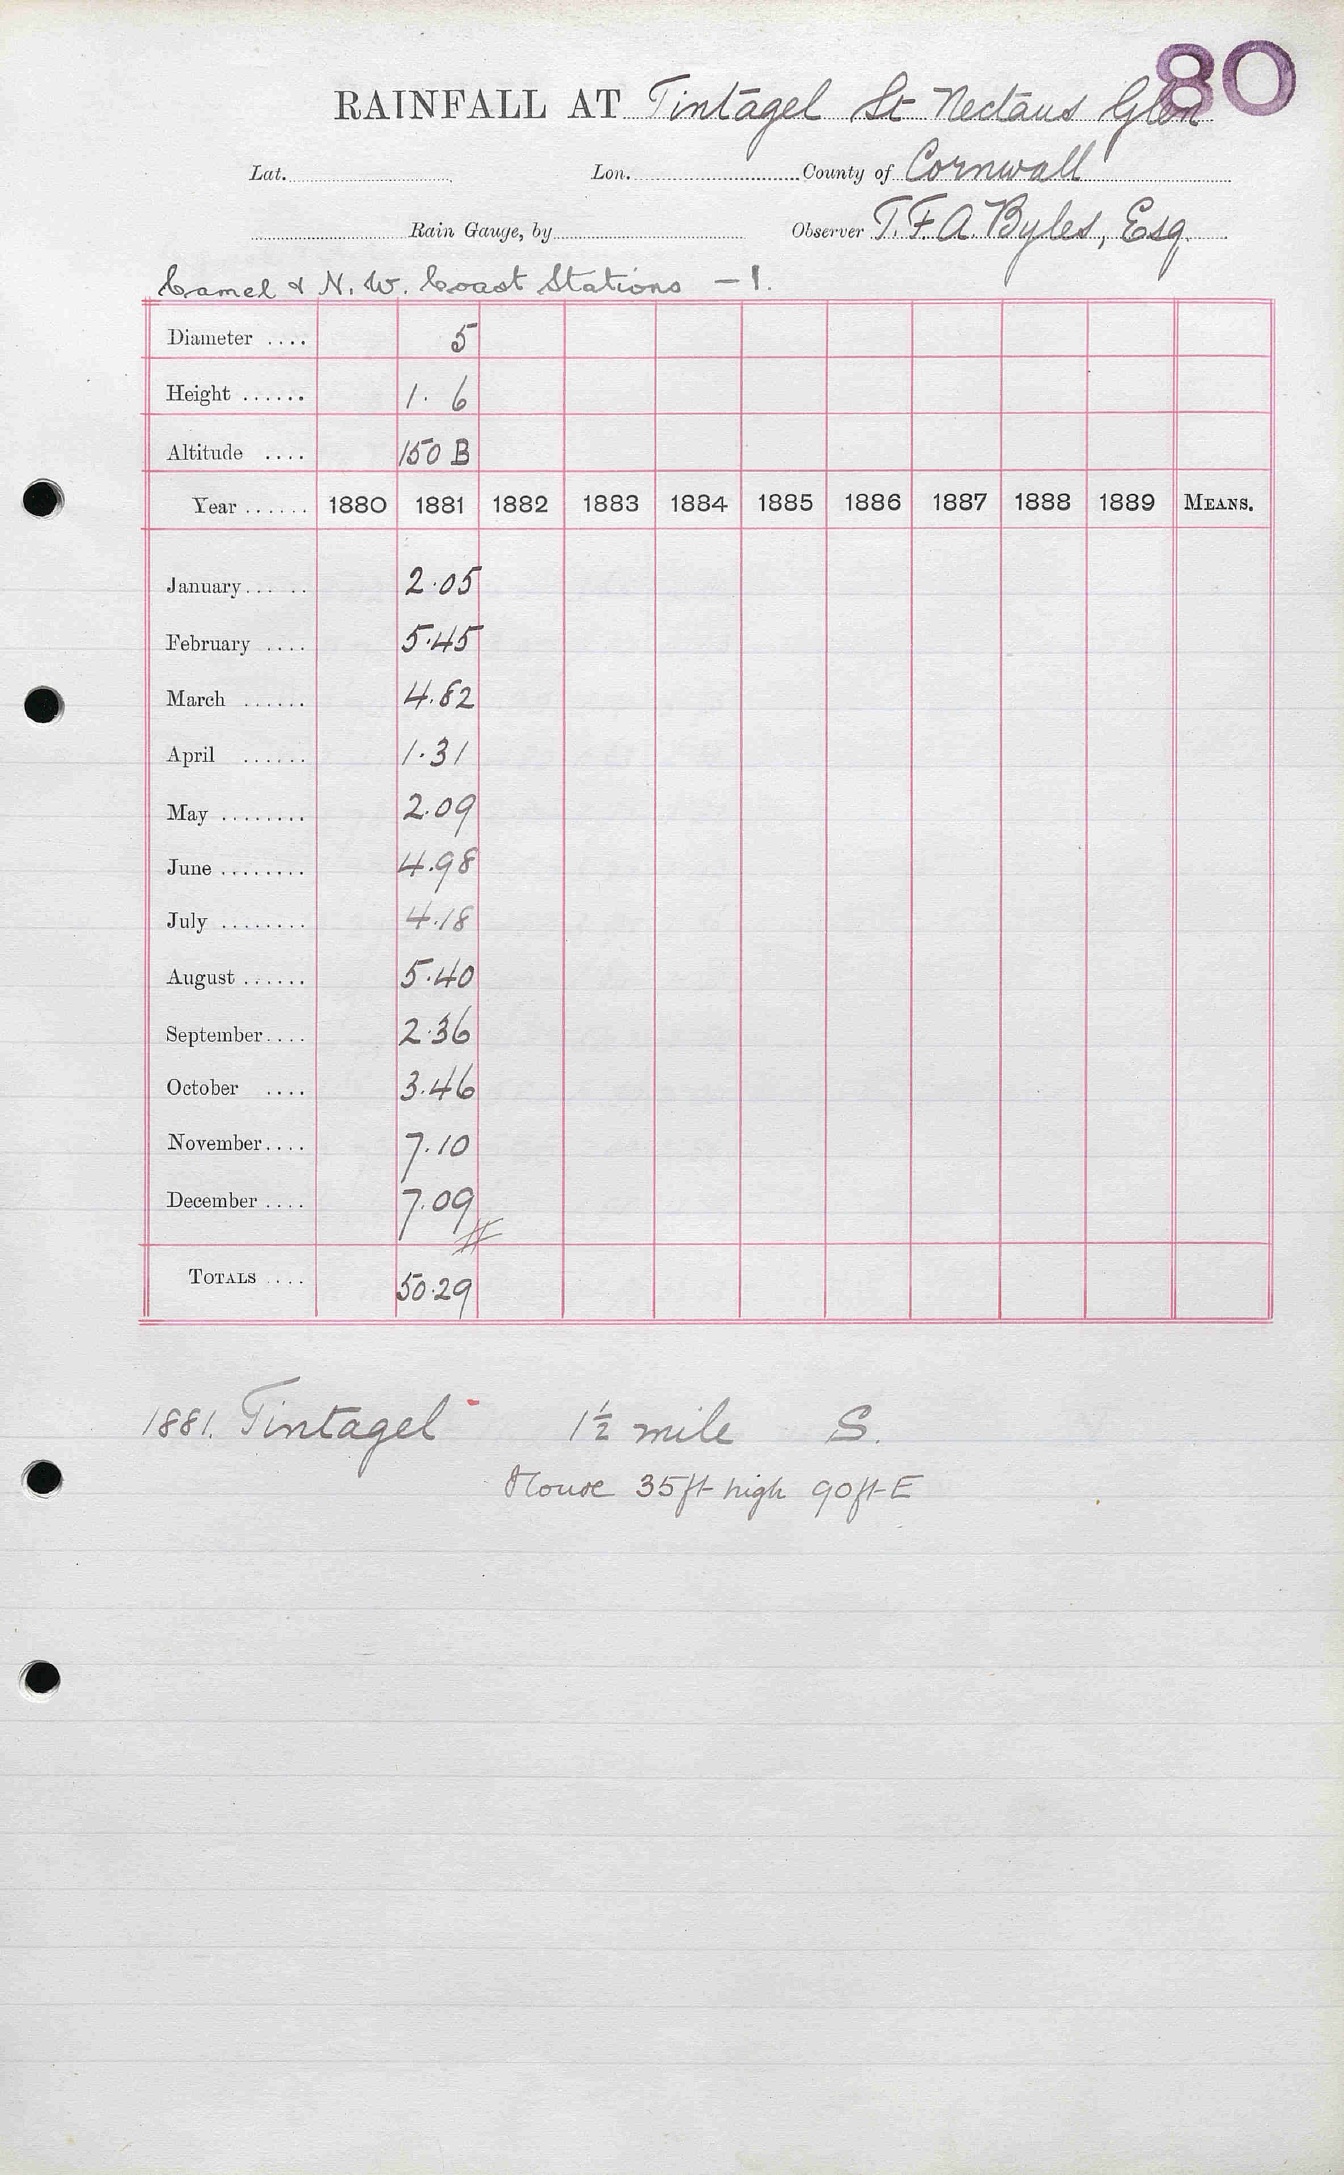 80
RAINFALL AT Tintagel St Nectans Glen
Lat. Lon. County of Cornwall
Rain Gauge, by Observer T. F. A. Byles, Esq.
Camel & N. W. Coast Stations — 1.
Diameter .... 5
Height ...... 1. 6
Altitude .... 150 B
Year ...... 1880 1881 1882 1883 1884 1885 1886 1887 1888 1889 MEANS.
January ... .. 2.05
February .... 5.45
March ...... 4.82
April ...... 1.31
May ........ 2.09
June ........ 4.98
July ........ 4.18
August ...... 5.40
September .... 2.36
October .... 3.46
November .... 7.10
December .... 7.09
TOTALS .... 50.29
1881. Tintagel 1½ mile S.
House 35ft high 90ft E